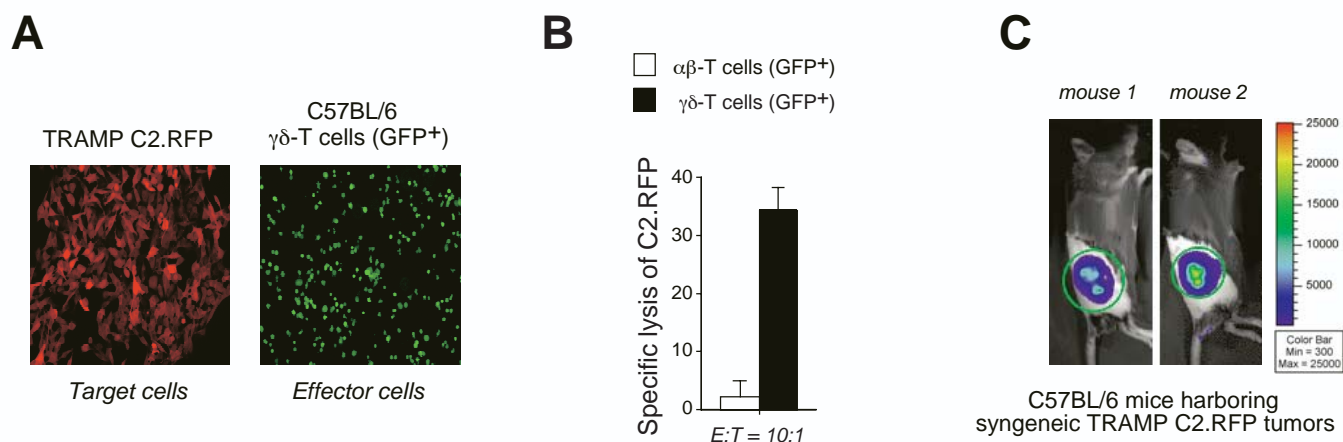 A
TRAMP C2.RFP
C57BL/6
γδ-T cells (GFP+)
Target cells
Effector cells
B
αβ-T cells (GFP+)
γδ-T cells (GFP+)
Specific lysis of C2.RFP
40
30
20
10
0
E:T = 10:1
C
mouse 1
mouse 2
25000
20000
15000
10000
5000
Color Bar
Min = 300
Max = 25000
C57BL/6 mice harboring
syngeneic TRAMP C2.RFP tumors